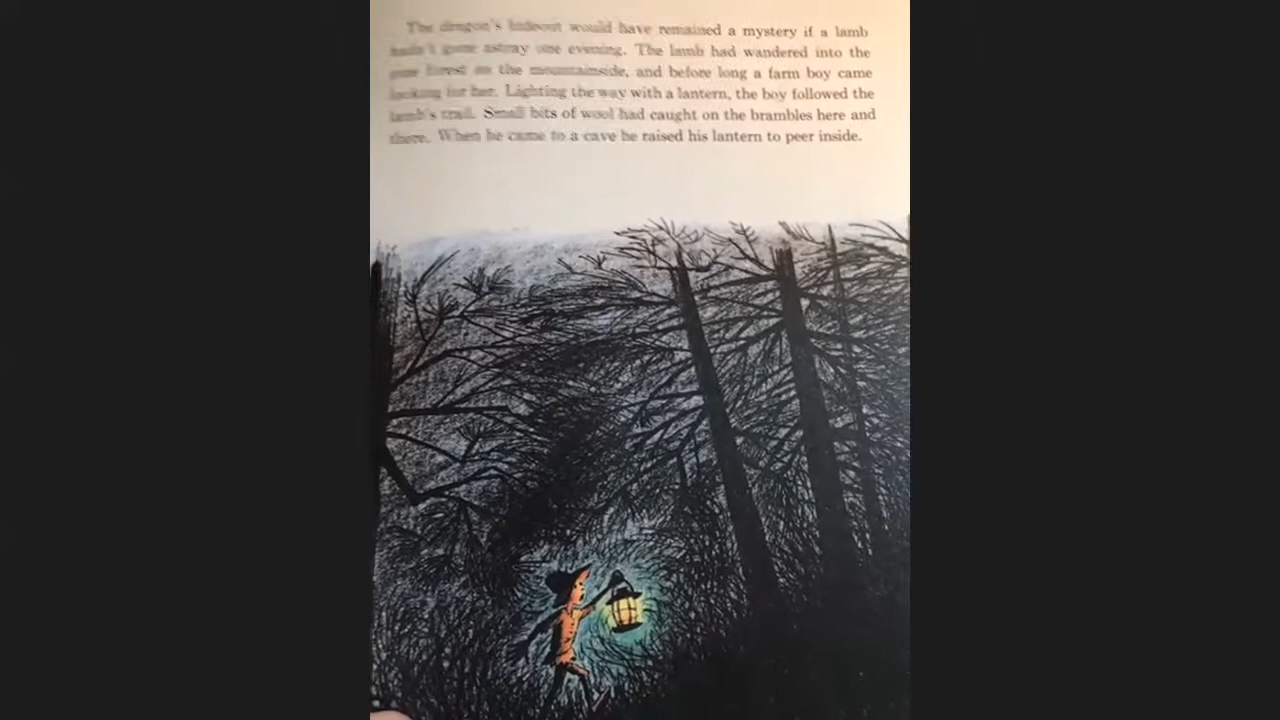 The dragon's hideout would have remained a mystery if a lamb
hadn't gone astray one evening. The lamb had wandered into the
pine forest on the mountainside, and before long a farm boy came
looking for her. Lighting the way with a lantern, the boy followed the
lamb's trail. Small bits of wool had caught on the brambles here and
there. When he came to a cave he raised his lantern to peer inside.